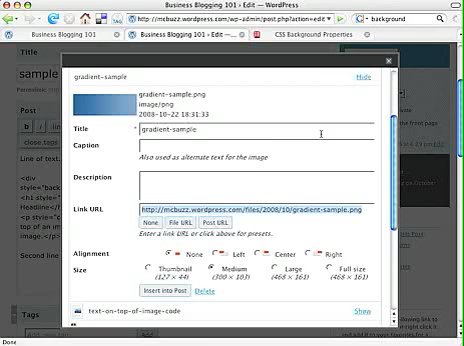 Business Blogging 101 › Edit — WordPress
http://mcbuzz.wordpress.com/wp-admin/post.php?action=edit
background
Business Blogging 101 › Edit — W...
Business Blogging 101 › Edit —...
CSS Background Properties
Title
sample
Permalink:
Post
b
i
close tags
Line of text.
<div
style="back
<h1 style="
Headline</
<p style="c
top of an
image.</p>
Second line
Tags
gradient-sample
Hide
gradient-sample.png
image/png
2008-10-22 18:31:33
Title * gradient-sample
Caption
Also used as alternate text for the image
Description
Link URL http://mcbuzz.wordpress.com/files/2008/10/gradient-sample.png
None File URL Post URL
Enter a link URL or click above for presets.
Alignment None Left Center Right
Size Thumbnail Medium Large Full size
(127 × 44) (300 × 103) (468 × 161) (468 × 161)
Insert into Post Delete
text-on-top-of-image-code Show
Add
Done